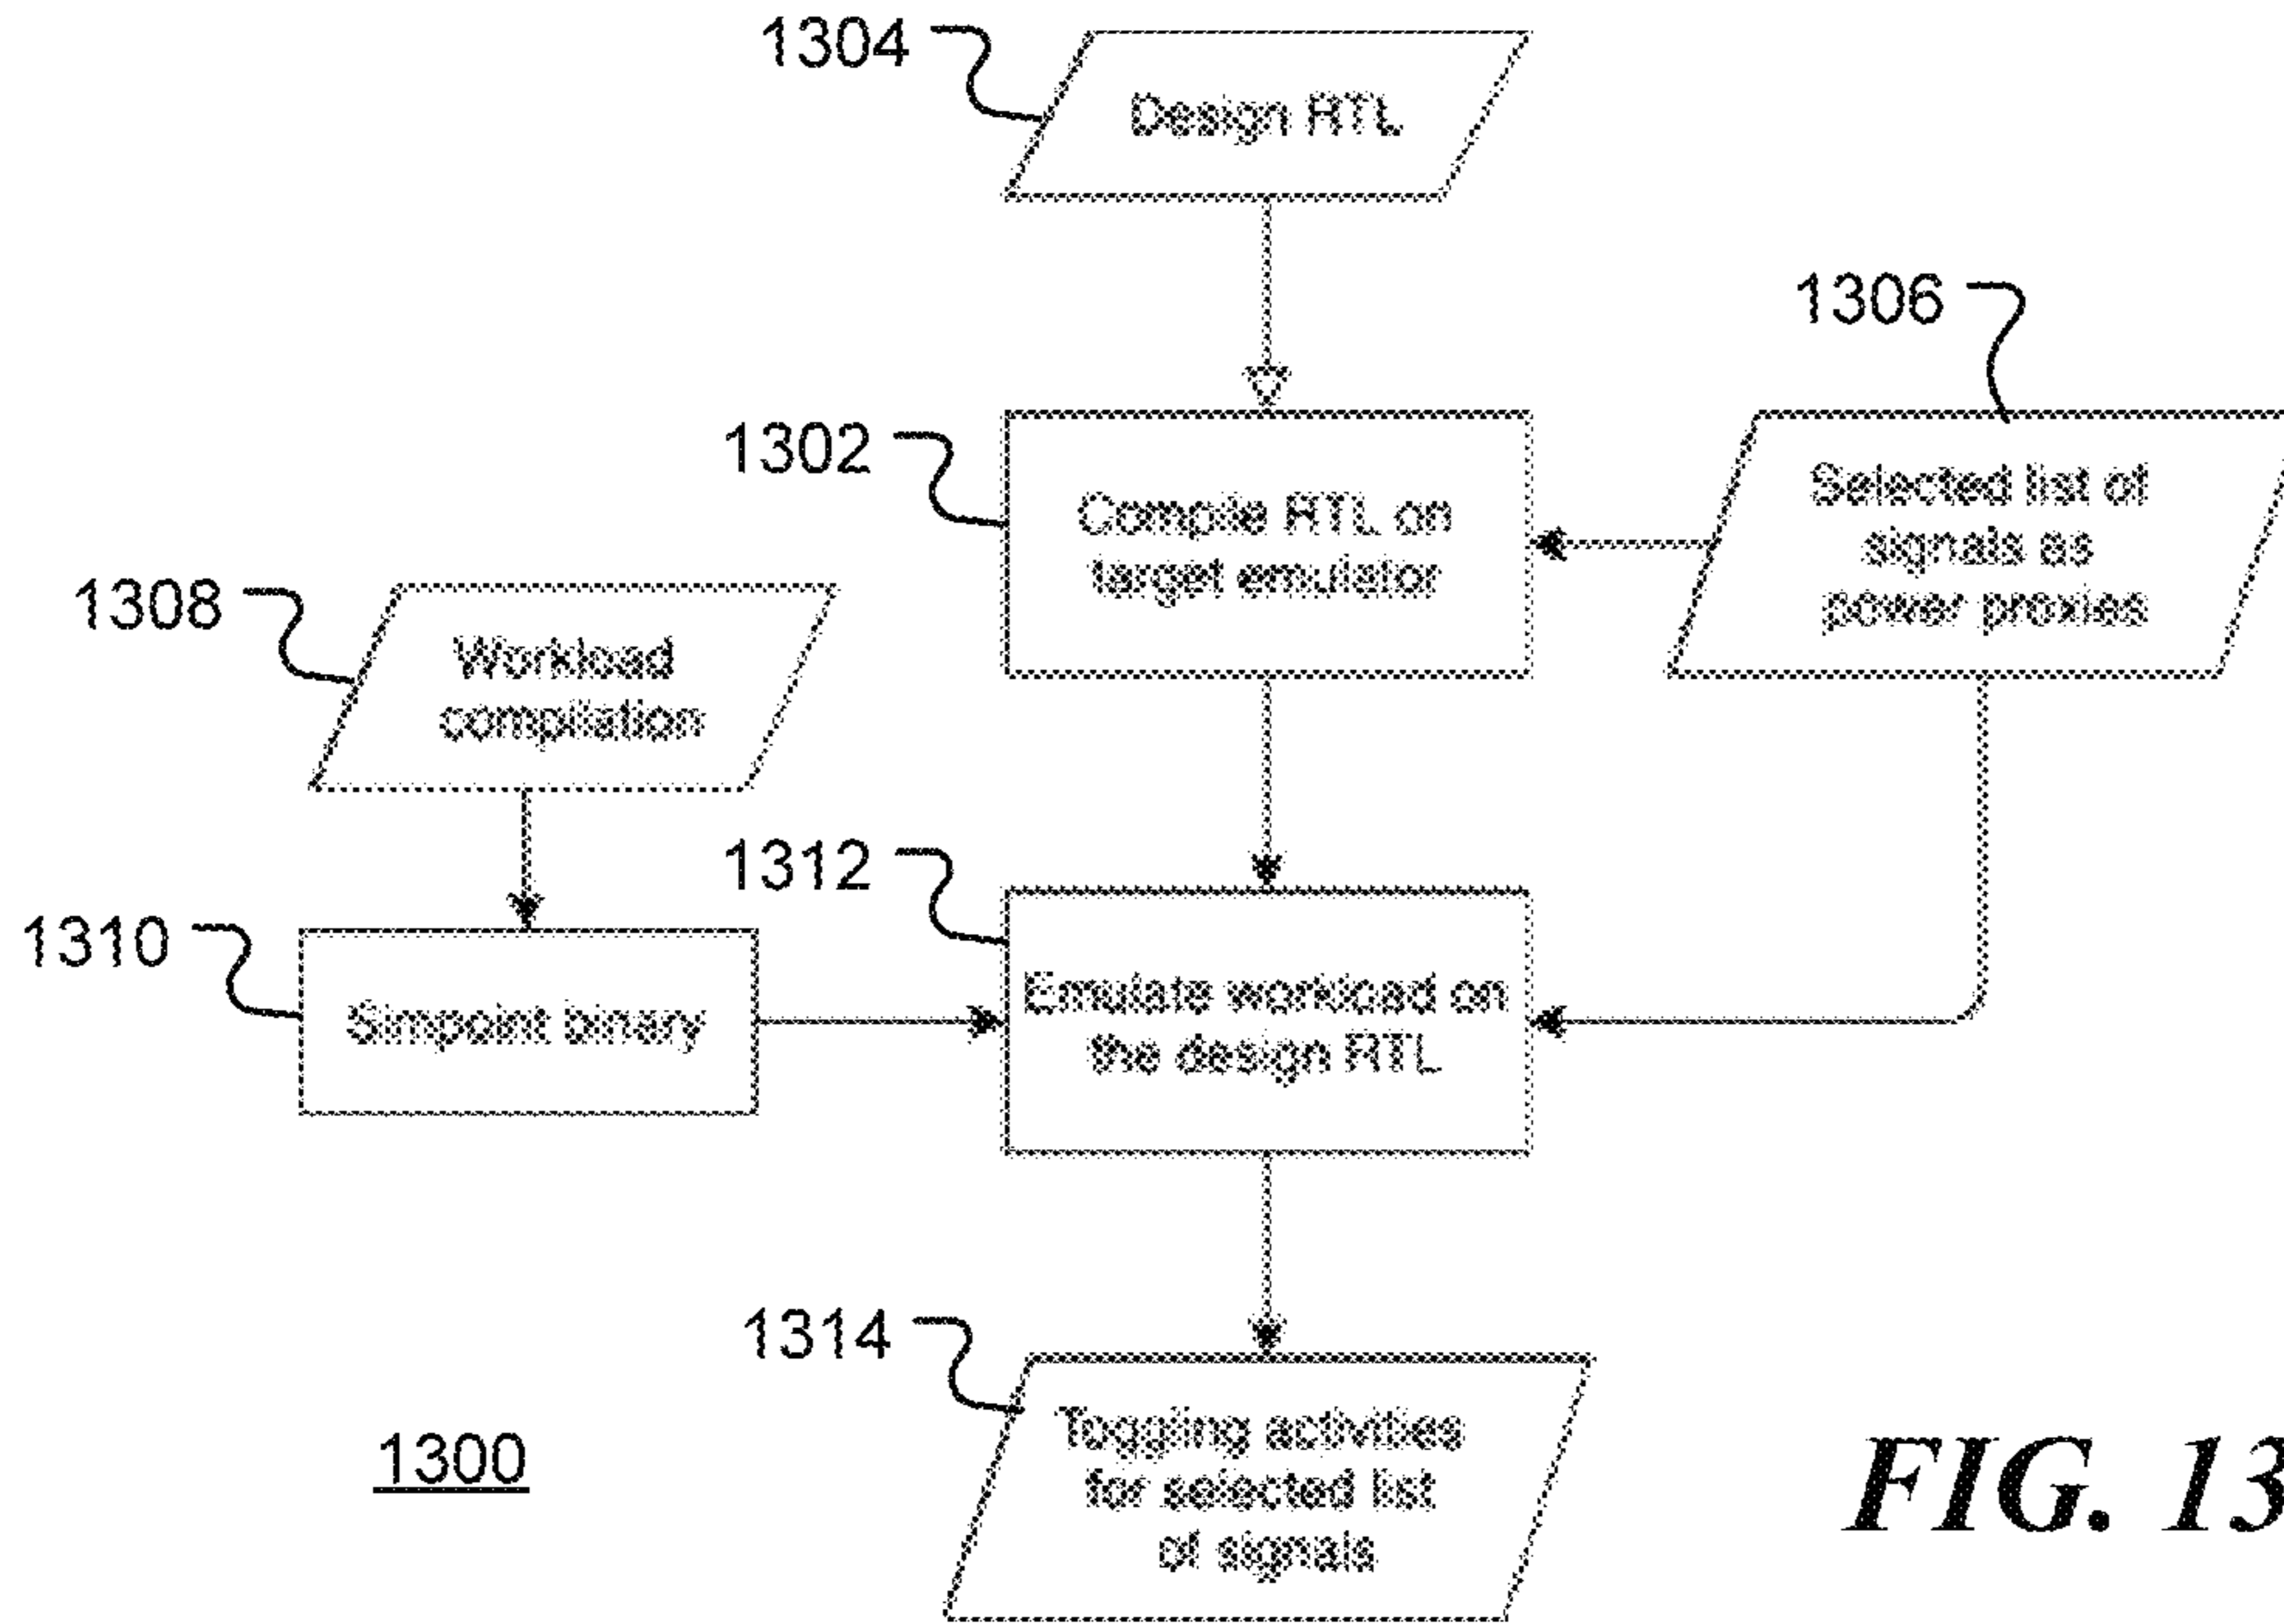 1304
Design RTL
1306
1302
Compile RTL on
target emulator
Selected list of
signals as
power proxies
1308
Workload
compilation
1312
1310
Simpoint binary
Emulate workload on
the design RTL
1314
Toggling activities
for selected list
of signals
1300
FIG. 13